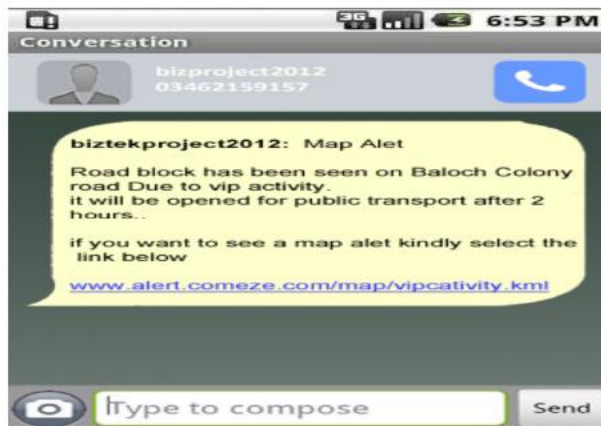 3G 6:53 PM
Conversation
bizproject2012
03462159157
biztekproject2012: Map Alet
Road block has been seen on Baloch Colony
road Due to vip activity.
it will be opened for public transport after 2
hours..
if you want to see a map alet kindly select the
link below
www.alert.comeze.com/map/vipcativity.kml
Type to compose
Send